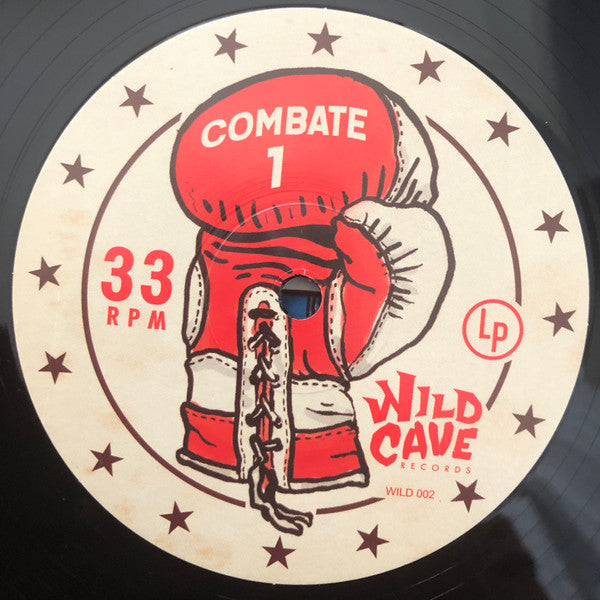 COMBATE
1
33
RPM
Lp
WILD
CAVE
RECORDS
WILD 002